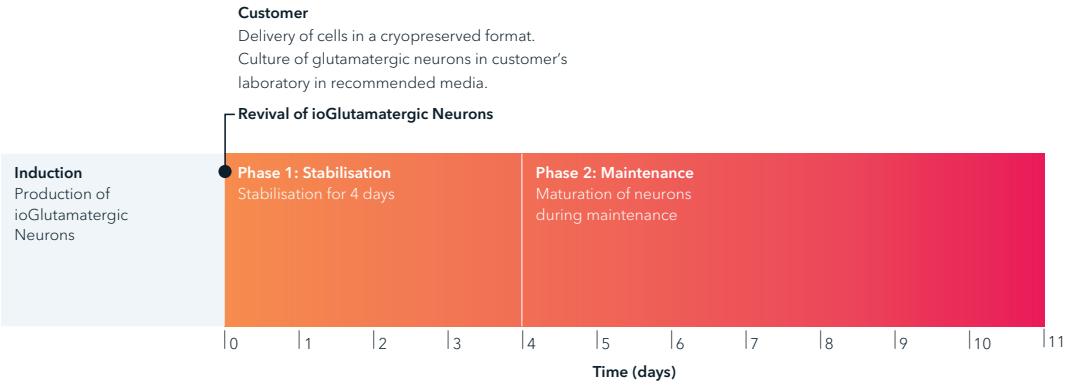 Customer
Delivery of cells in a cryopreserved format.
Culture of glutamatergic neurons in customer's
laboratory in recommended media.
Revival of ioGlutamatergic Neurons
Induction
Production of
ioGlutamatergic
Neurons
Phase 1: Stabilisation
Stabilisation for 4 days
Phase 2: Maintenance
Maturation of neurons
during maintenance
0 1 2 3 4 5 6 7 8 9 10 11
Time (days)